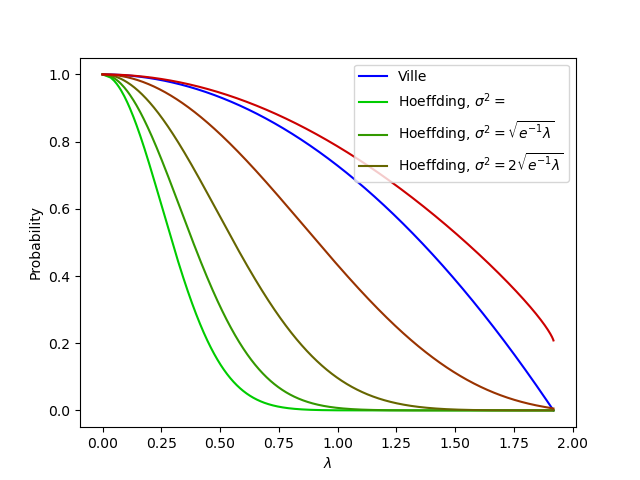 Ville
Hoeffding, σ² =
Hoeffding, σ² = √e⁻¹λ
Hoeffding, σ² = 2√e⁻¹λ
Probability
1.0
0.8
0.6
0.4
0.2
0.0
0.00 0.25 0.50 0.75 1.00 1.25 1.50 1.75 2.00
λ